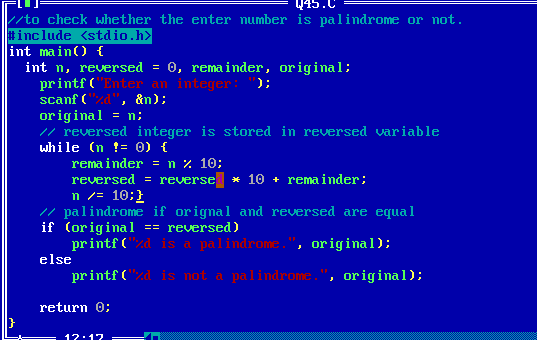 Q45.C
//to check whether the enter number is palindrome or not.
#include <stdio.h>
int main() {
  int n, reversed = 0, remainder, original;
    printf("Enter an integer: ");
    scanf("%d", &n);
    original = n;
    // reversed integer is stored in reversed variable
    while (n != 0) {
        remainder = n % 10;
        reversed = reversed * 10 + remainder;
        n /= 10;}
    // palindrome if orignal and reversed are equal
    if (original == reversed)
        printf("%d is a palindrome.", original);
    else
        printf("%d is not a palindrome.", original);
    return 0;
}
12:17